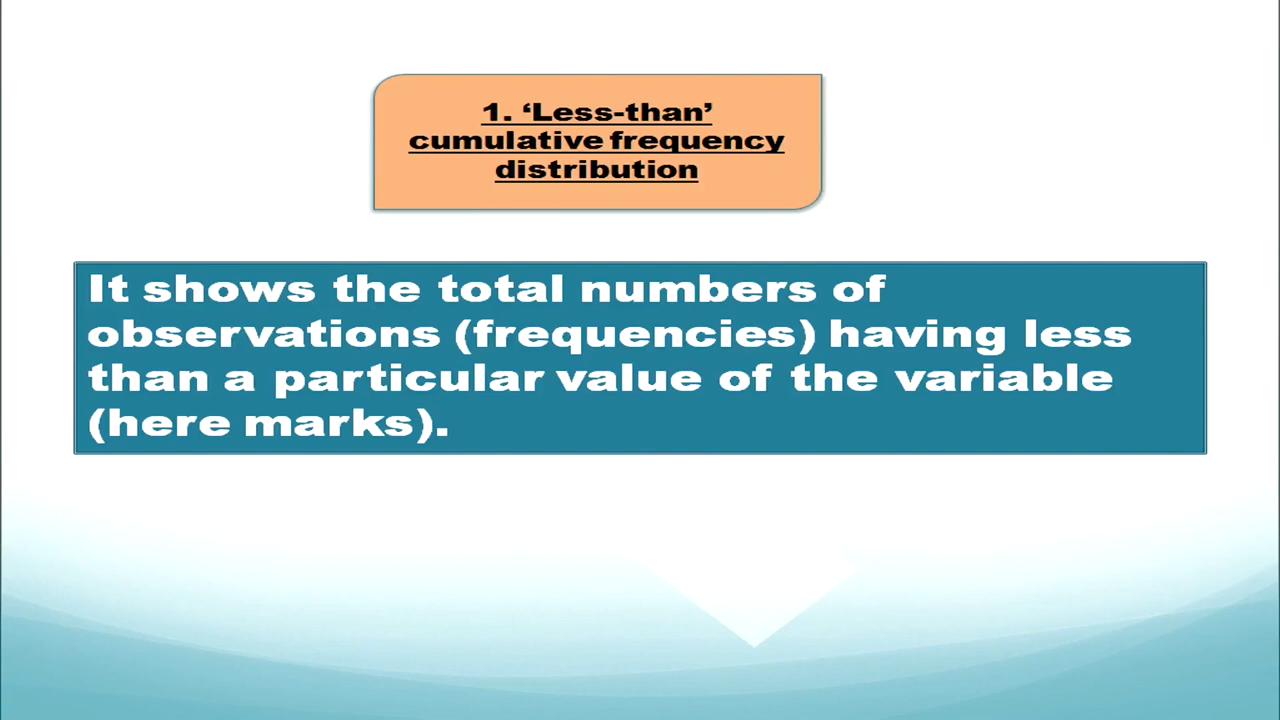 1. ‘Less-than’
cumulative frequency
distribution
It shows the total numbers of
observations (frequencies) having less
than a particular value of the variable
(here marks).